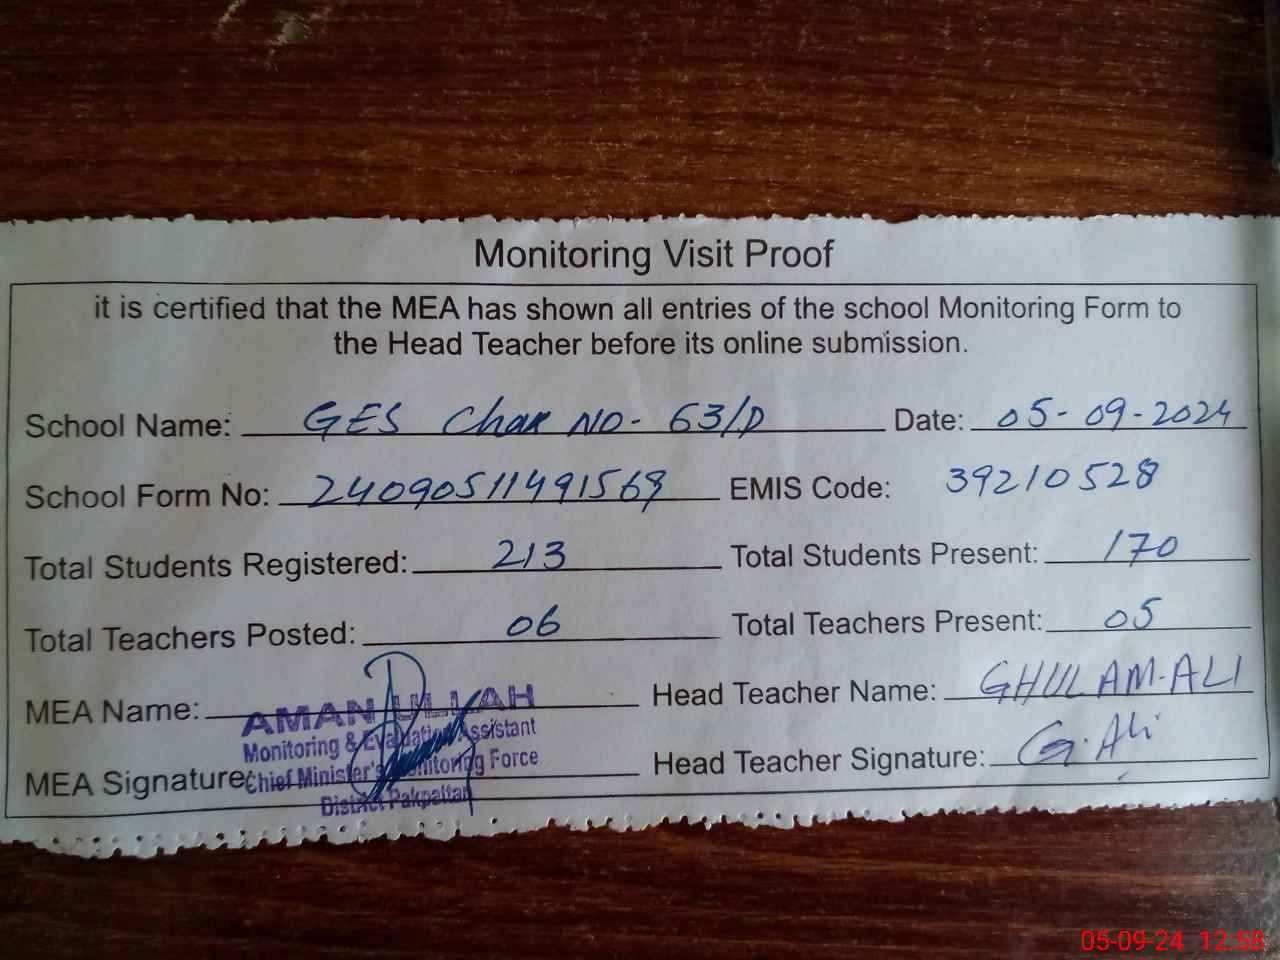 Monitoring Visit Proof
it is certified that the MEA has shown all entries of the school Monitoring Form to
the Head Teacher before its online submission.
School Name: GES Chak NO- 63/D Date: 05-09-2024
School Form No: 24090511491569 EMIS Code: 39210528
Total Students Registered: 213 Total Students Present: 170
Total Teachers Posted: 06 Total Teachers Present: 05
MEA Name: AMAN ULLAH Head Teacher Name: GHULAM-ALI
Monitoring & Evaluation Assistant
MEA Signature: Chief Minister's Monitoring Force Head Teacher Signature: G.Ali
District Pakpattan
05-09-24 12:58